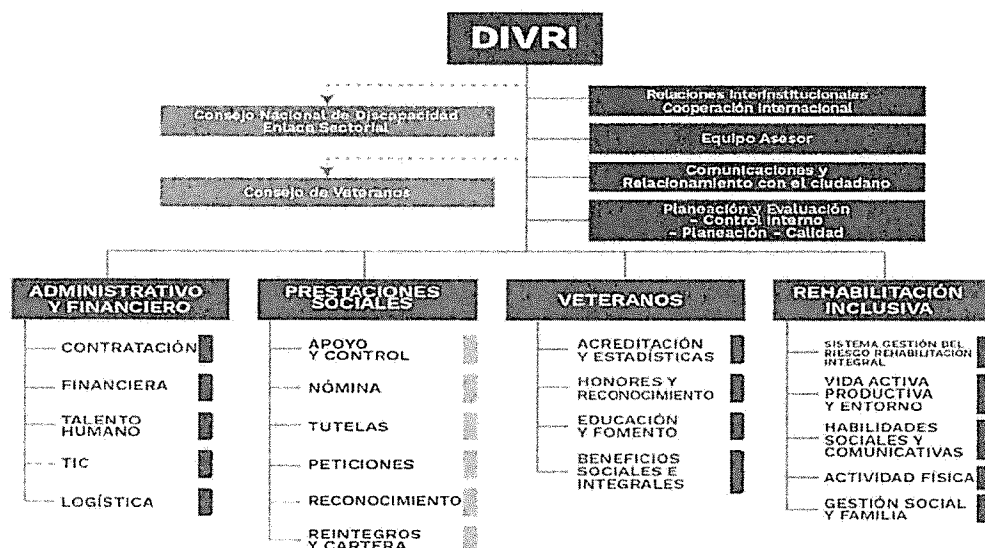 DIVRI
Consejo Nacional de Discapacidad
Enlace Sectorial
Consejo de Veteranos
Relaciones Interinstitucionales
Cooperación Internacional
Equipo Asesor
Comunicaciones y
Relacionamiento con el ciudadano
Planeación y Evaluación
- Control Interno
- Planeación - Calidad
ADMINISTRATIVO
Y FINANCIERO
CONTRATACIÓN
FINANCIERA
TALENTO
HUMANO
TIC
LOGÍSTICA
PRESTACIONES
SOCIALES
APOYO
Y CONTROL
NÓMINA
TUTELAS
PETICIONES
RECONOCIMIENTO
REINTEGROS
Y CARTERA
VETERANOS
ACREDITACIÓN
Y ESTADÍSTICAS
HONORES Y
RECONOCIMIENTO
EDUCACIÓN
Y FOMENTO
BENEFICIOS
SOCIALES E
INTEGRALES
REHABILITACIÓN
INCLUSIVA
SISTEMA GESTIÓN DEL
RIESGO REHABILITACIÓN
INTEGRAL
VIDA ACTIVA
PRODUCTIVA
Y ENTORNO
HABILIDADES
SOCIALES Y
COMUNICATIVAS
ACTIVIDAD FÍSICA
GESTIÓN SOCIAL
Y FAMILIA